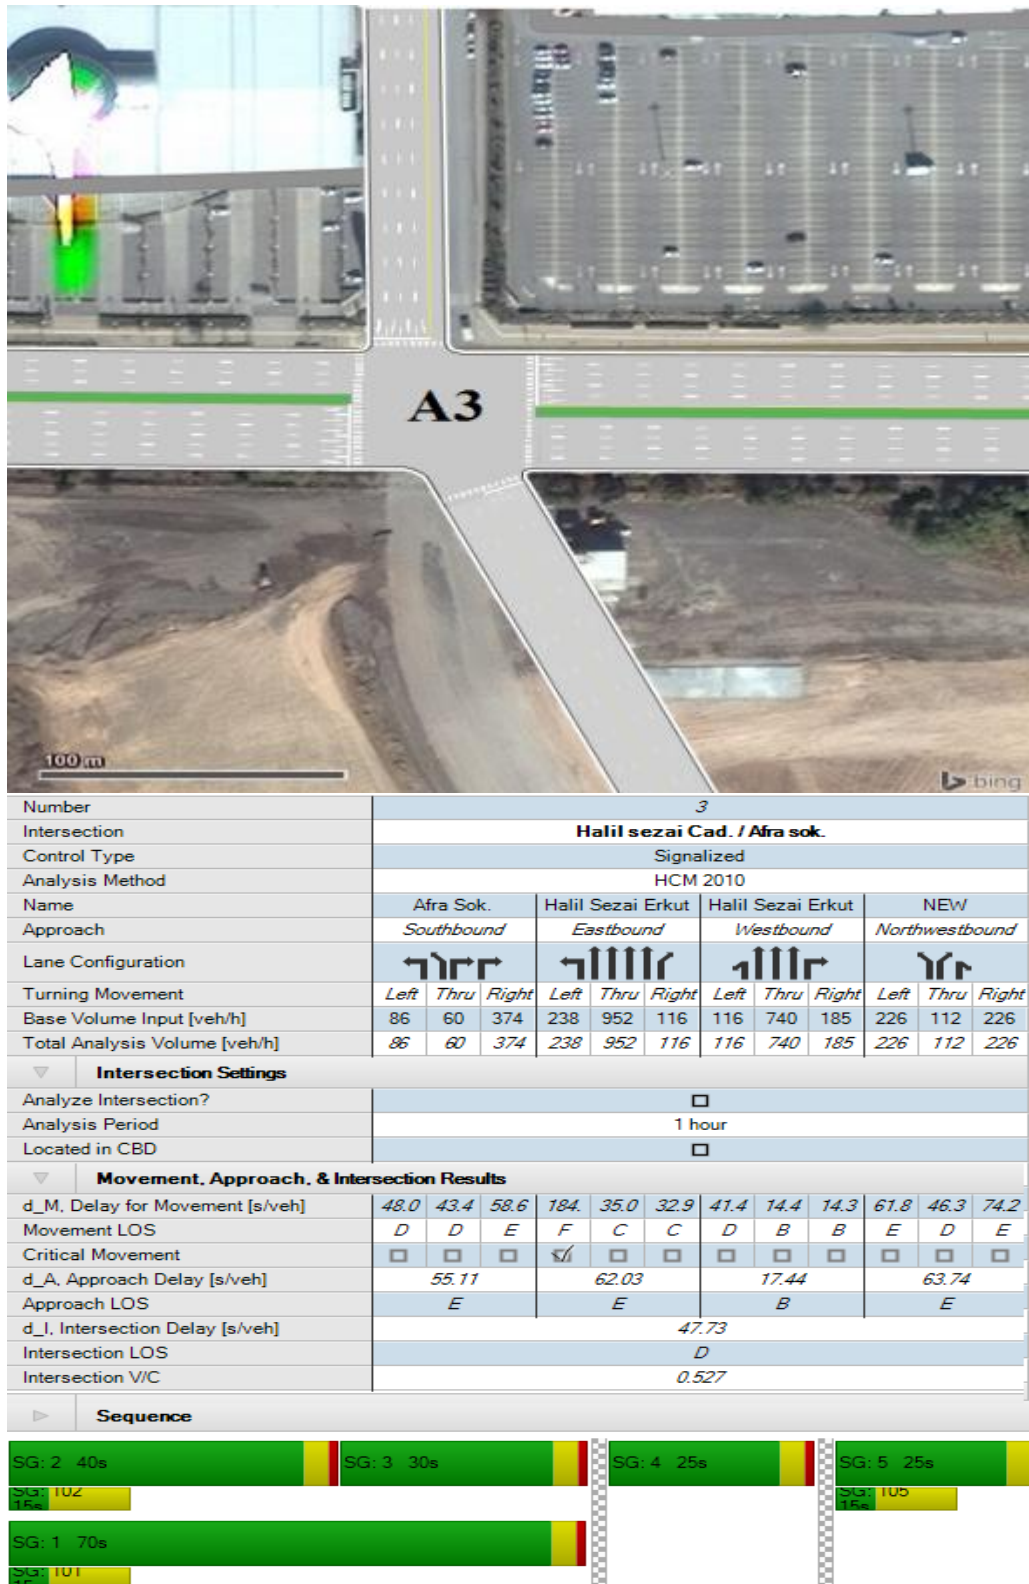 A3
100 m
bing
Number 3
Intersection Halil sezai Cad. / Afra sok.
Control Type Signalized
Analysis Method HCM 2010
Name Afra Sok. Halil Sezai Erkut Halil Sezai Erkut NEW
Approach Southbound Eastbound Westbound Northwestbound
Lane Configuration
Turning Movement Left Thru Right Left Thru Right Left Thru Right Left Thru Right
Base Volume Input [veh/h] 86 60 374 238 952 116 116 740 185 226 112 226
Total Analysis Volume [veh/h] 86 60 374 238 952 116 116 740 185 226 112 226
Intersection Settings
Analyze Intersection?
Analysis Period 1 hour
Located in CBD
Movement, Approach, & Intersection Results
d_M, Delay for Movement [s/veh] 48.0 43.4 58.6 184. 35.0 32.9 41.4 14.4 14.3 61.8 46.3 74.2
Movement LOS D D E F C C D B B E D E
Critical Movement
d_A, Approach Delay [s/veh] 55.11 62.03 17.44 63.74
Approach LOS E E B E
d_I, Intersection Delay [s/veh] 47.73
Intersection LOS D
Intersection V/C 0.527
Sequence
SG: 2 40s SG: 3 30s SG: 4 25s SG: 5 25s
SG: 102 SG: 105
15s 15s
SG: 1 70s
SG: 101